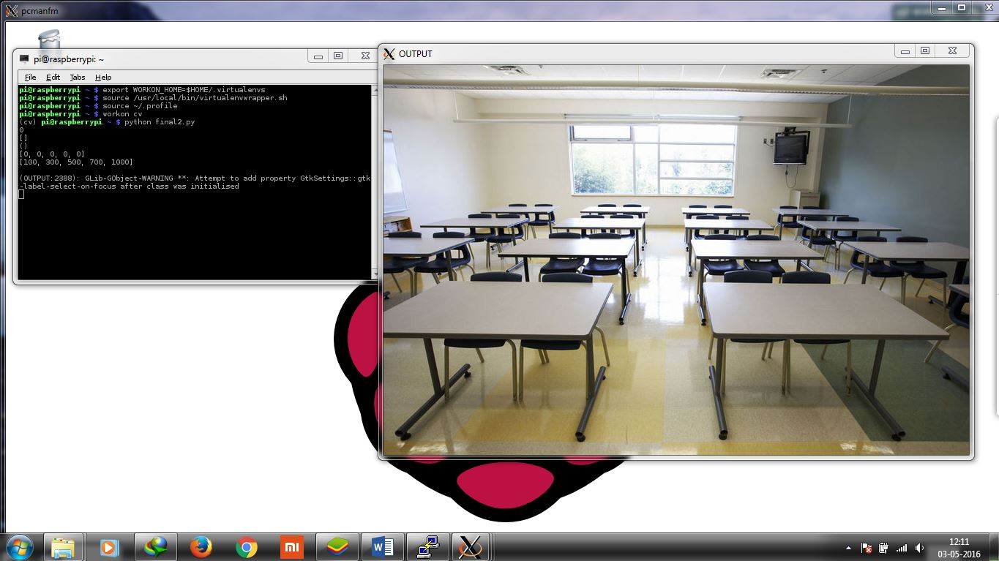 pcmanfm
pi@raspberrypi: ~
File Edit Tabs Help
pi@raspberrypi ~ $ export WORKON_HOME=$HOME/.virtualenvs
pi@raspberrypi ~ $ source /usr/local/bin/virtualenvwrapper.sh
pi@raspberrypi ~ $ source ~/.profile
pi@raspberrypi ~ $ workon cv
(cv) pi@raspberrypi ~ $ python final2.py
0
[]
()
[0, 0, 0, 0, 0]
[100, 300, 500, 700, 1000]
(OUTPUT:2388): GLib-GObject-WARNING **: Attempt to add property GtkSettings::gtk
-label-select-on-focus after class was initialised
OUTPUT
mi
W
12:11
03-05-2016